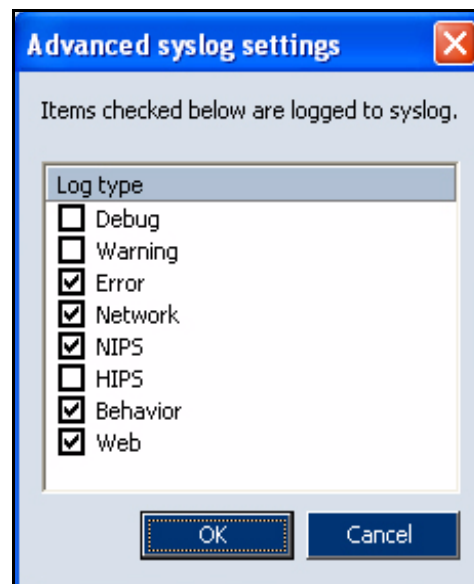 Advanced syslog settings
Items checked below are logged to syslog.
Log type
Debug
Warning
Error
Network
NIPS
HIPS
Behavior
Web
OK
Cancel